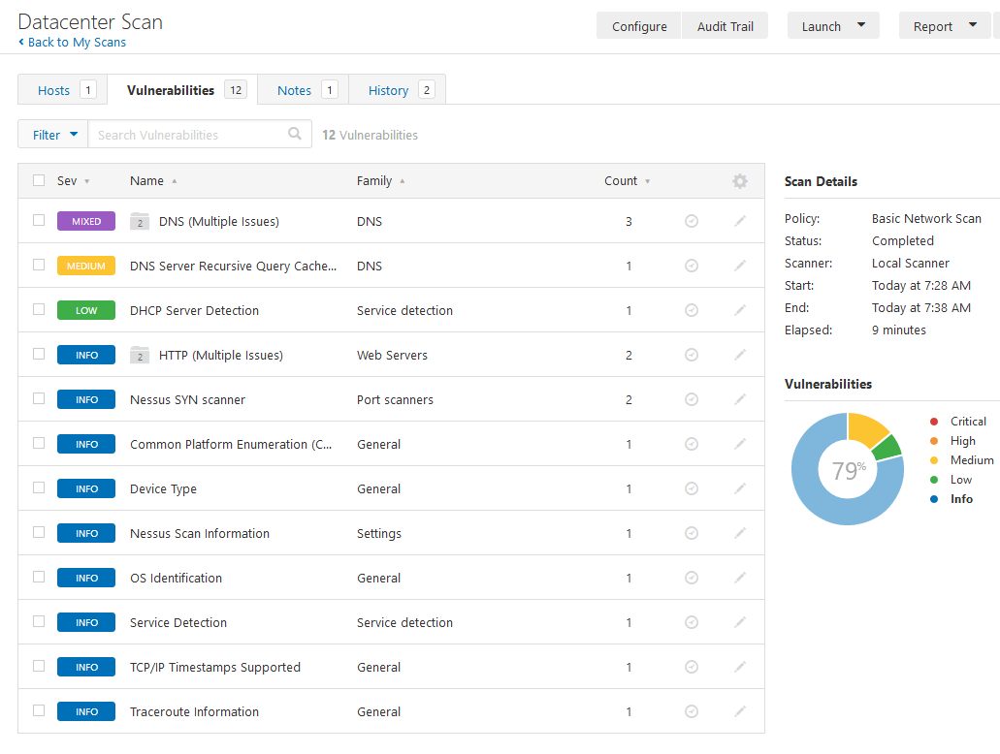 Datacenter Scan
Back to My Scans
Configure Audit Trail Launch Report
Hosts 1 Vulnerabilities 12 Notes 1 History 2
Filter Search Vulnerabilities 12 Vulnerabilities
Sev Name Family Count
MIXED 2 DNS (Multiple Issues) DNS 3
MEDIUM DNS Server Recursive Query Cache... DNS 1
LOW DHCP Server Detection Service detection 1
INFO 2 HTTP (Multiple Issues) Web Servers 2
INFO Nessus SYN scanner Port scanners 2
INFO Common Platform Enumeration (C... General 1
INFO Device Type General 1
INFO Nessus Scan Information Settings 1
INFO OS Identification General 1
INFO Service Detection Service detection 1
INFO TCP/IP Timestamps Supported General 1
INFO Traceroute Information General 1
Scan Details
Policy: Basic Network Scan
Status: Completed
Scanner: Local Scanner
Start: Today at 7:28 AM
End: Today at 7:38 AM
Elapsed: 9 minutes
Vulnerabilities
79%
Critical
High
Medium
Low
Info